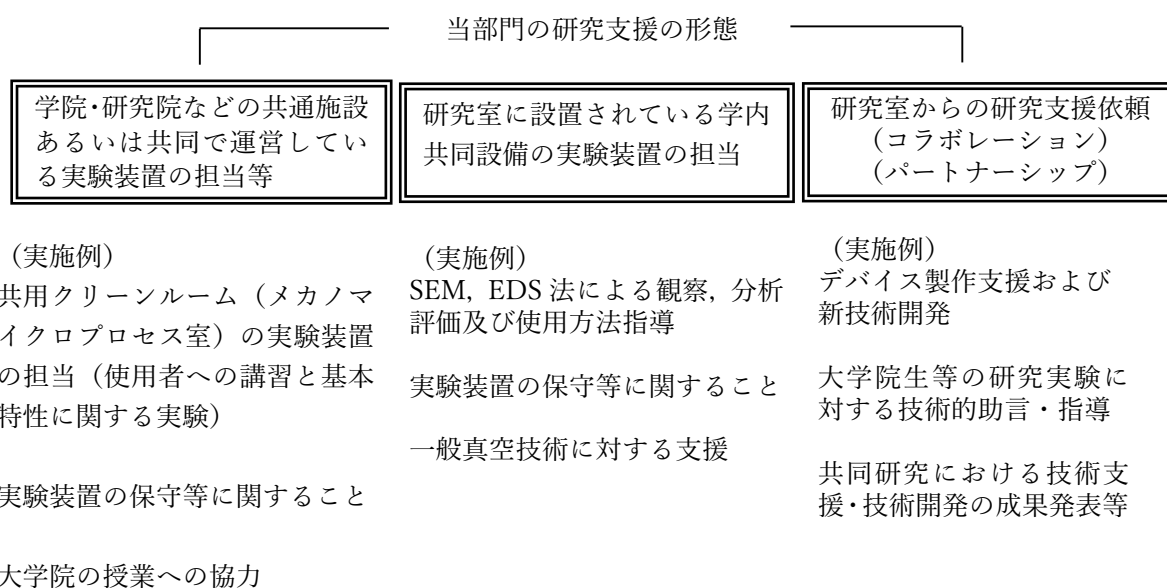 当部門の研究支援の形態
学院・研究院などの共通施設
あるいは共同で運営してい
る実験装置の担当等
研究室に設置されている学内
共同設備の実験装置の担当
研究室からの研究支援依頼
（コラボレーション）
（パートナーシップ）
（実施例）
共用クリーンルーム（メカノマ
イクロプロセス室）の実験装置
の担当（使用者への講習と基本
特性に関する実験）
実験装置の保守等に関すること
大学院の授業への協力
（実施例）
SEM，EDS 法による観察，分析
評価及び使用方法指導
実験装置の保守等に関すること
一般真空技術に対する支援
（実施例）
デバイス製作支援および
新技術開発
大学院生等の研究実験に
対する技術的助言・指導
共同研究における技術支
援・技術開発の成果発表等